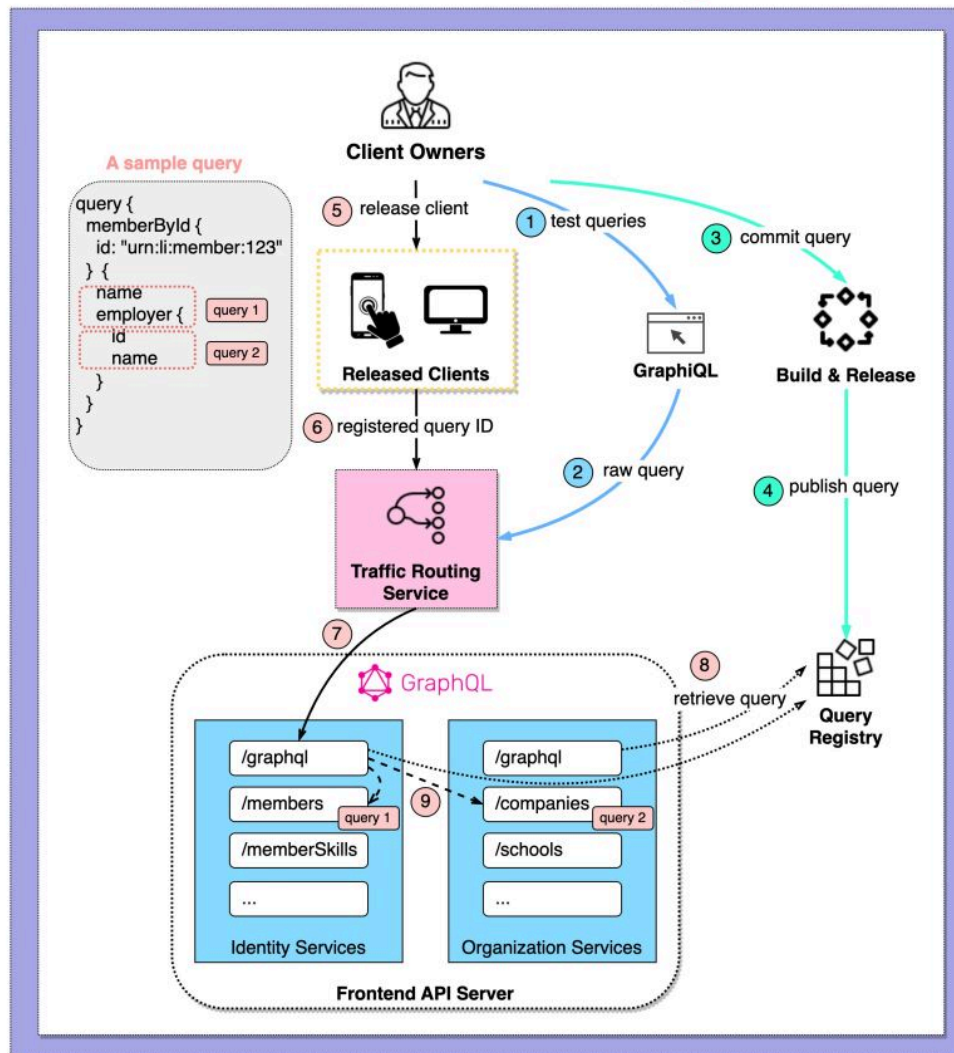 Client Owners
A sample query
query {
memberById {
id: "urn:li:member:123"
} {
name
employer {
query 1
id
name
query 2
}
}
}
5 release client
1 test queries
3 commit query
Released Clients
GraphiQL
Build & Release
6 registered query ID
2 raw query
4 publish query
Traffic Routing
Service
7
GraphQL
8
retrieve query
Query
Registry
/graphql
/members
query 1
/memberSkills
...
Identity Services
9
/graphql
/companies
query 2
/schools
...
Organization Services
Frontend API Server